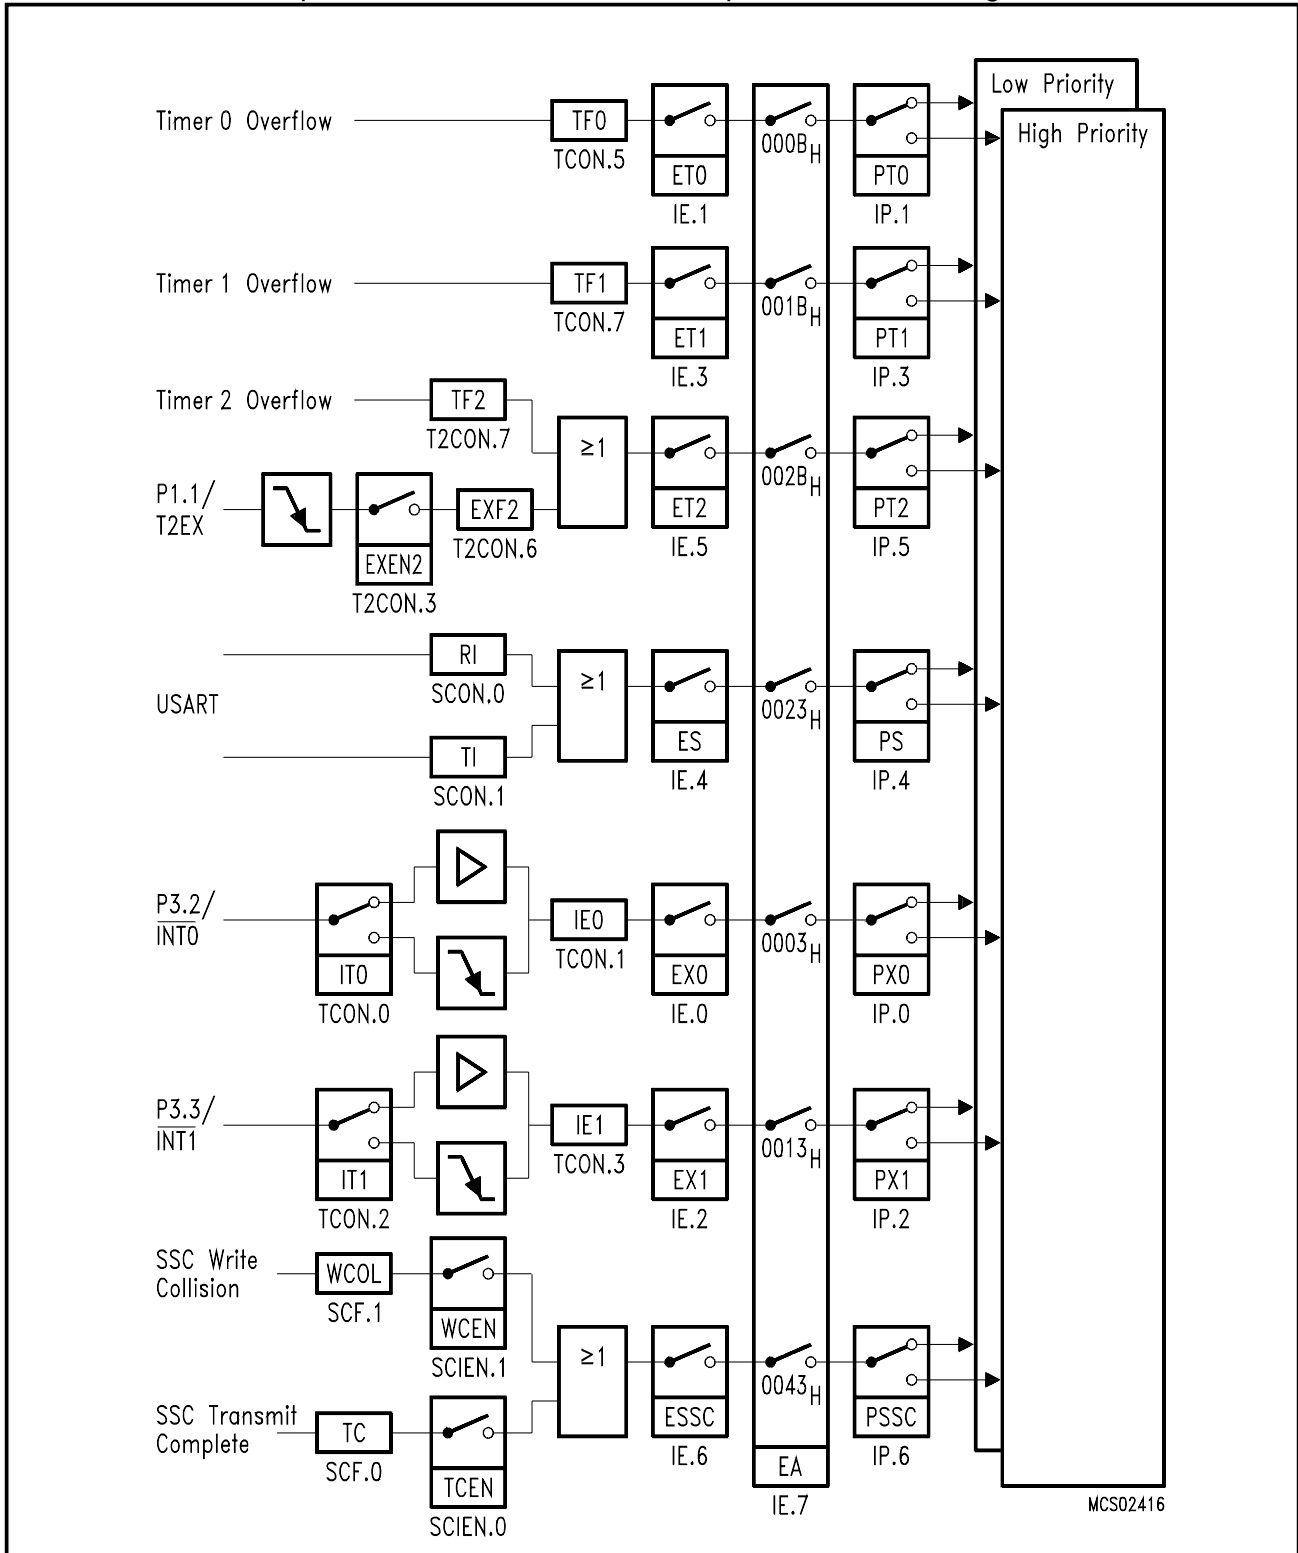 Low Priority
High Priority
Timer 0 Overflow
TF0
TCON.5
ET0
IE.1
000BH
PT0
IP.1
Timer 1 Overflow
TF1
TCON.7
ET1
IE.3
001BH
PT1
IP.3
Timer 2 Overflow
TF2
T2CON.7
P1.1/
T2EX
EXEN2
T2CON.3
EXF2
T2CON.6
≥1
ET2
IE.5
002BH
PT2
IP.5
USART
RI
SCON.0
TI
SCON.1
≥1
ES
IE.4
0023H
PS
IP.4
P3.2/
INT0
IT0
TCON.0
IE0
TCON.1
EX0
IE.0
0003H
PX0
IP.0
P3.3/
INT1
IT1
TCON.2
IE1
TCON.3
EX1
IE.2
0013H
PX1
IP.2
SSC Write
Collision
WCOL
SCF.1
WCEN
SCIEN.1
SSC Transmit
Complete
TC
SCF.0
TCEN
SCIEN.0
≥1
ESSC
IE.6
0043H
EA
IE.7
PSSC
IP.6
MCS02416